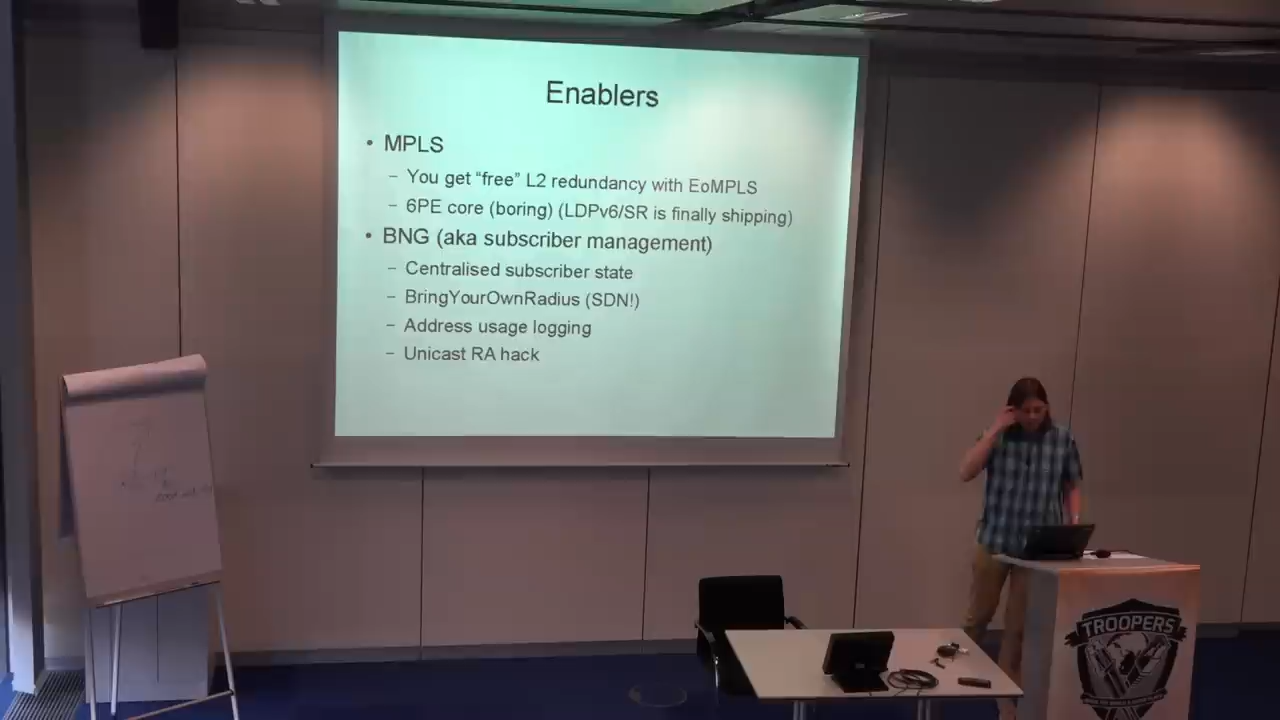 Enablers
• MPLS
– You get “free” L2 redundancy with EoMPLS
– 6PE core (boring) (LDPv6/SR is finally shipping)
• BNG (aka subscriber management)
– Centralised subscriber state
– BringYourOwnRadius (SDN!)
– Address usage logging
– Unicast RA hack
TROOPERS